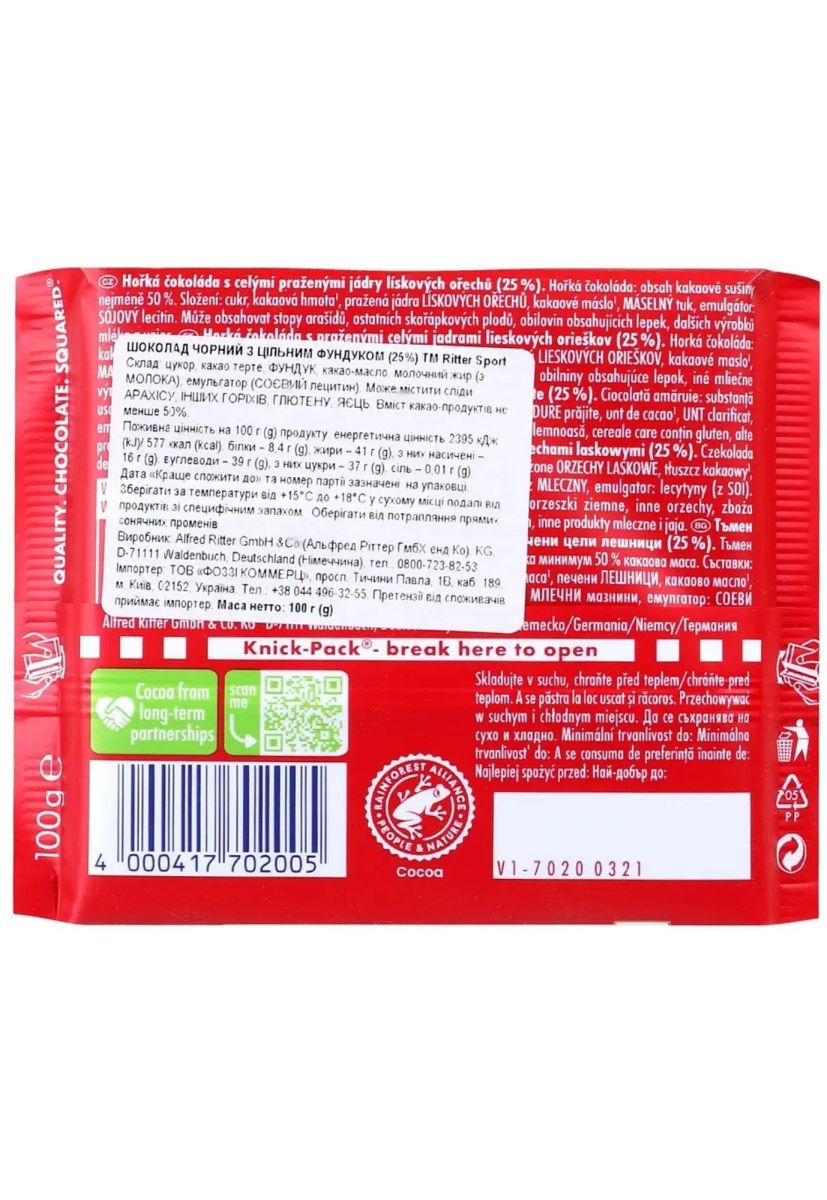 QUALITY. CHOCOLATE. SQUARED.®
CZ Hořká čokoláda s celými praženými jádry lískových ořechů (25 %). Hořká čokoláda: obsah kakaové sušiny
nejméně 50 %. Složení: cukr, kakaová hmota¹, pražená jádra LÍSKOVÝCH OŘECHŮ, kakaové máslo¹, MÁSELNÝ tuk, emulgátor:
SÓJOVÝ lecitin. Může obsahovat stopy arašídů, ostatních skořápkových plodů, obilovin obsahujících lepek, dalších výrobků
Hořká čokoláda s praženými celými jadrami lieskových orieškov (25 %). Horká čokoláda:
LIESKOVÝCH ORIEŠKOV, kakaové maslo¹,
obilniny obsahujúce lepok, iné mliečne
(25 %). Ciocolată amăruie: substanță
prăjite, unt de cacao¹, UNT clarificat,
cereale care contin gluten, alte
laskowymi (25 %). Czekolada
ORZECHY LASKOWE, tłuszcz kakaowy¹,
MLECZNY, emulgator: lecytyny (z SOI).
orzeszki ziemne, inne orzechy, zboża
inne produkty mleczne i jaja. BG Тъмен
цели лешници (25 %). Тъмен
минимум 50 % какаова маса. Съставки:
печени ЛЕШНИЦИ, какаово масло¹,
МЛЕЧНИ мазнини, емулгатор: СОЕВИ
ШОКОЛАД ЧОРНИЙ З ЦІЛЬНИМ ФУНДУКОМ (25%) ТМ Ritter Sport
Склад: цукор, какао терте, ФУНДУК, какао-масло, молочний жир (з
МОЛОКА), емульгатор (СОЄВИЙ лецитин). Може містити сліди
АРАХІСУ, ІНШИХ ГОРІХІВ, ГЛЮТЕНУ, ЯЄЦЬ. Вміст какао-продуктів не
менше 50%.
Поживна цінність на 100 г (g) продукту: енергетична цінність 2395 кДж
(kJ)/ 577 ккал (kcal), білки – 8,4 г (g), жири – 41 г (g), з них насичені –
16 г (g), вуглеводи – 39 г (g), з них цукри – 37 г (g), сіль – 0,01 г (g)
Дата «Краще спожити до» та номер партії зазначені на упаковці.
Зберігати за температури від +15°С до +18°С у сухому місці подалі від
продуктів зі специфічним запахом. Оберігати від потрапляння прямих
сонячних променів.
Виробник: Alfred Ritter GmbH & Co (Альфред Ріттер ГмбХ енд Ко). KG,
D-71111 Waldenbuch, Deutschland (Німеччина), тел.: 0800-723-82-53
Імпортер: ТОВ «ФОЗЗІ КОММЕРЦ», просп. Тичини Павла, 1В, каб. 189
м. Київ, 02152, Україна. Тел.: +38 044 496-32-55. Претензії від споживачів
приймає імпортер. Маса нетто: 100 г (g)
Alfred Ritter GmbH & Co. KG
/Germania/Niemcy/Германия
Knick-Pack®- break here to open
Cocoa from
long-term
partnerships
scan
me
Skladujte v suchu, chraňte před teplem/chráňte pred
teplom. A se păstra la loc uscat și răcoros. Przechowywać
w suchym i chłodnym miejscu. Да се съхранява на
сухо и хладно. Minimální trvanlivost do: Minimálna
trvanlivosť do: A se consuma de preferință înainte de:
Najlepiej spożyć przed: Най-добър до:
100g e
4 000417 702005
RAINFOREST ALLIANCE
PEOPLE & NATURE
Cocoa
V1-7020 0321
05
PP